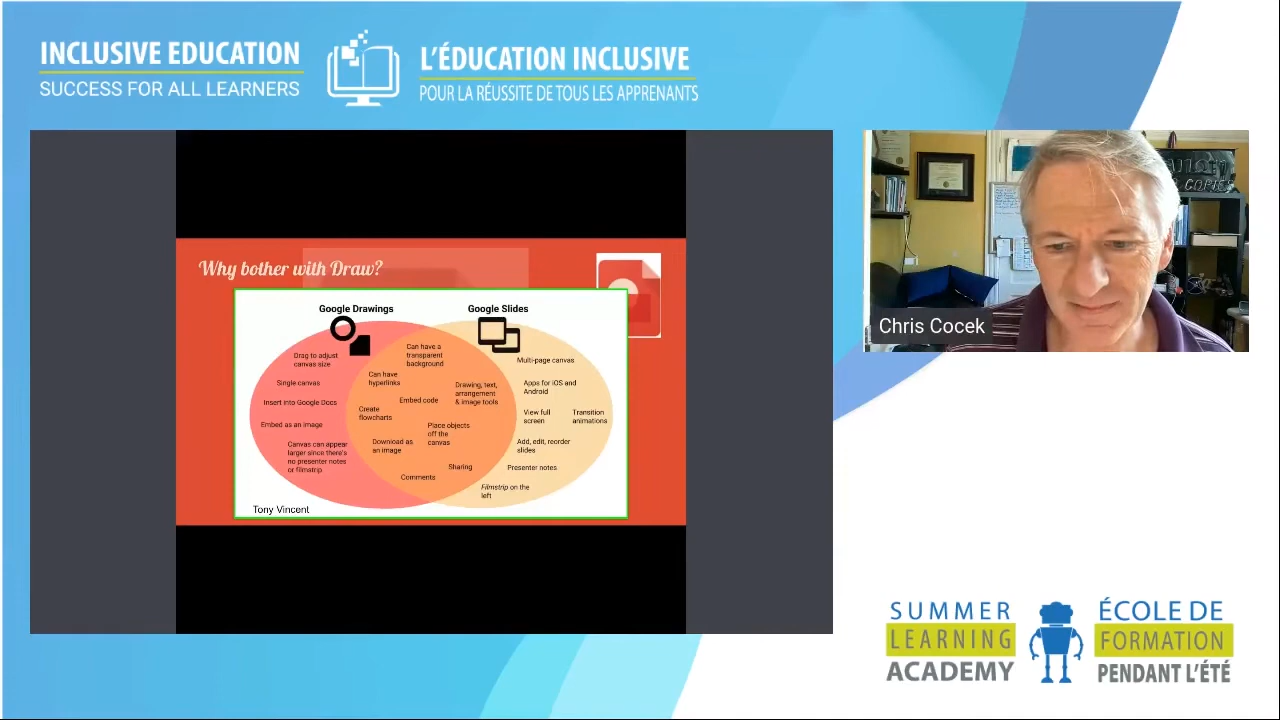 INCLUSIVE EDUCATION
SUCCESS FOR ALL LEARNERS
L'ÉDUCATION INCLUSIVE
POUR LA RÉUSSITE DE TOUS LES APPRENANTS
Why bother with Draw?
Google Drawings
Google Slides
Drag to adjust
canvas size
Single canvas
Insert into Google Docs
Embed as an image
Canvas can appear
larger since there's
no presenter notes
or filmstrip
Can have a
transparent
background
Can have
hyperlinks
Drawing, text,
arrangement
& image tools
Embed code
Create
flowcharts
Place objects
off the
canvas
Download as
an image
Sharing
Comments
Multi-page canvas
Apps for iOS and
Android
View full
screen
Transition
animations
Add, edit, reorder
slides
Presenter notes
Filmstrip on the
left
Tony Vincent
COPIES
Chris Cocek
SUMMER
LEARNING
ACADEMY
ÉCOLE DE
FORMATION
PENDANT L'ÉTÉ